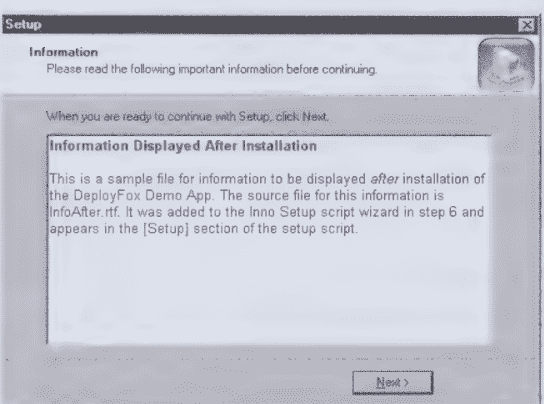 Setup
Information
Please read the following important information before continuing.
When you are ready to continue with Setup, click Next.
Information Displayed After Installation
This is a sample file for information to be displayed after installation of
the DeployFox Demo App. The source file for this information is
InfoAfter.rtf. It was added to the Inno Setup script wizard in step 6 and
appears in the [Setup] section of the setup script.
Next >